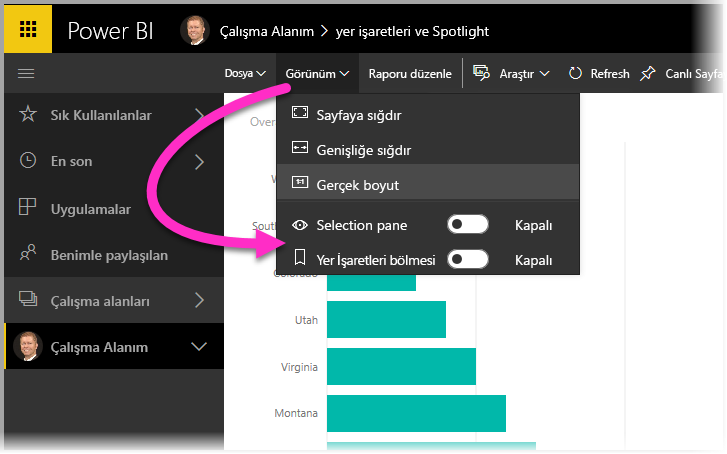 Power BI
Çalışma Alanım > yer işaretleri ve Spotlight
Dosya Görünüm Raporu düzenle Araştır Refresh Canlı Sayfa
Sık Kullanılanlar
En son
Uygulamalar
Benimle paylaşılan
Çalışma alanları
Çalışma Alanım
Sayfaya sığdır
Genişliğe sığdır
1:1 Gerçek boyut
Selection pane Kapalı
Yer İşaretleri bölmesi Kapalı
Over
W
South
Colorado
Utah
Virginia
Montana